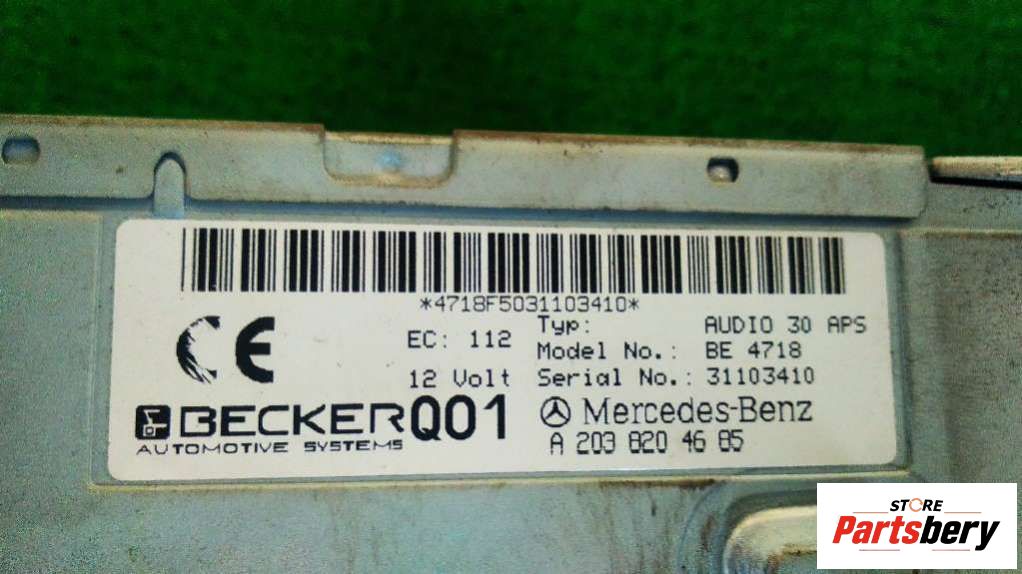 *4718F5031103410*
CE
EC: 112
12 Volt
Typ: AUDIO 30 APS
Model No.: BE 4718
Serial No.: 31103410
BECKER Q01
AUTOMOTIVE SYSTEMS
Mercedes-Benz
A 203 820 46 85
STORE
Partsbery